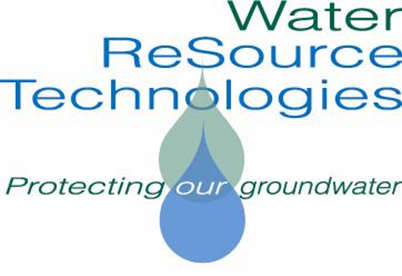 Water
ReSource
Technologies
Protecting our groundwater